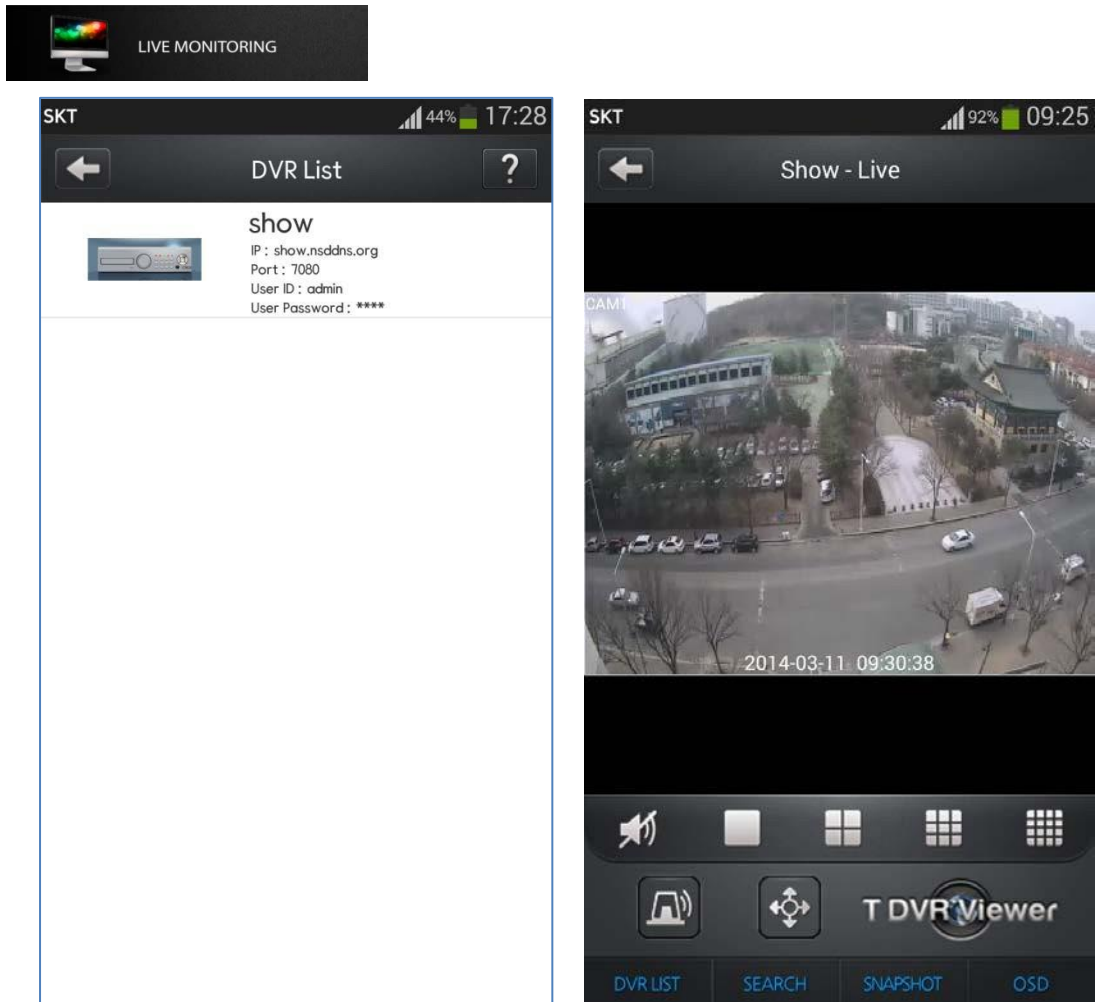 LIVE MONITORING
SKT 44% 17:28
DVR List ?
show
IP : show.nsddns.org
Port : 7080
User ID : admin
User Password : ****
SKT 92% 09:25
Show - Live
CAM1
2014-03-11 09:30:38
T DVR Viewer
DVR LIST SEARCH SNAPSHOT OSD